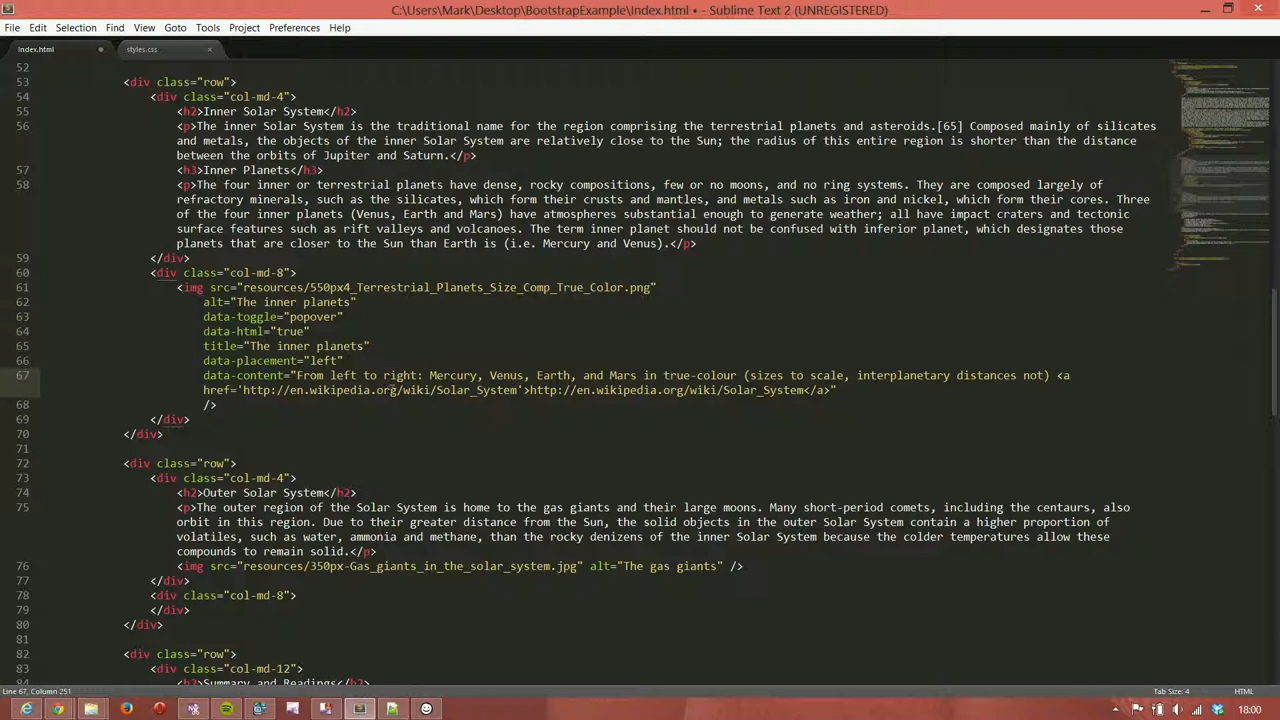 C:\Users\Mark\Desktop\BootstrapExample\Index.html • - Sublime Text 2 (UNREGISTERED)
File Edit Selection Find View Goto Tools Project Preferences Help
Index.html styles.css
52
53 <div class="row">
54 <div class="col-md-4">
55 <h2>Inner Solar System</h2>
56 <p>The inner Solar System is the traditional name for the region comprising the terrestrial planets and asteroids.[65] Composed mainly of silicates
and metals, the objects of the inner Solar System are relatively close to the Sun; the radius of this entire region is shorter than the distance
between the orbits of Jupiter and Saturn.</p>
57 <h3>Inner Planets</h3>
58 <p>The four inner or terrestrial planets have dense, rocky compositions, few or no moons, and no ring systems. They are composed largely of
refractory minerals, such as the silicates, which form their crusts and mantles, and metals such as iron and nickel, which form their cores. Three
of the four inner planets (Venus, Earth and Mars) have atmospheres substantial enough to generate weather; all have impact craters and tectonic
surface features such as rift valleys and volcanoes. The term inner planet should not be confused with inferior planet, which designates those
planets that are closer to the Sun than Earth is (i.e. Mercury and Venus).</p>
59 </div>
60 <div class="col-md-8">
61 <img src="resources/550px4_Terrestrial_Planets_Size_Comp_True_Color.png"
62 alt="The inner planets"
63 data-toggle="popover"
64 data-html="true"
65 title="The inner planets"
66 data-placement="left"
67 data-content="From left to right: Mercury, Venus, Earth, and Mars in true-colour (sizes to scale, interplanetary distances not) <a
href='http://en.wikipedia.org/wiki/Solar_System'>http://en.wikipedia.org/wiki/Solar_System</a>"
68 />
69 </div>
70 </div>
71
72 <div class="row">
73 <div class="col-md-4">
74 <h2>Outer Solar System</h2>
75 <p>The outer region of the Solar System is home to the gas giants and their large moons. Many short-period comets, including the centaurs, also
orbit in this region. Due to their greater distance from the Sun, the solid objects in the outer Solar System contain a higher proportion of
volatiles, such as water, ammonia and methane, than the rocky denizens of the inner Solar System because the colder temperatures allow these
compounds to remain solid.</p>
76 <img src="resources/350px-Gas_giants_in_the_solar_system.jpg" alt="The gas giants" />
77 </div>
78 <div class="col-md-8">
79 </div>
80 </div>
81
82 <div class="row">
83 <div class="col-md-12">
84 <h2>Summary and Readings</h2>
Line 67, Column 251 Tab Size: 4 HTML
18:00